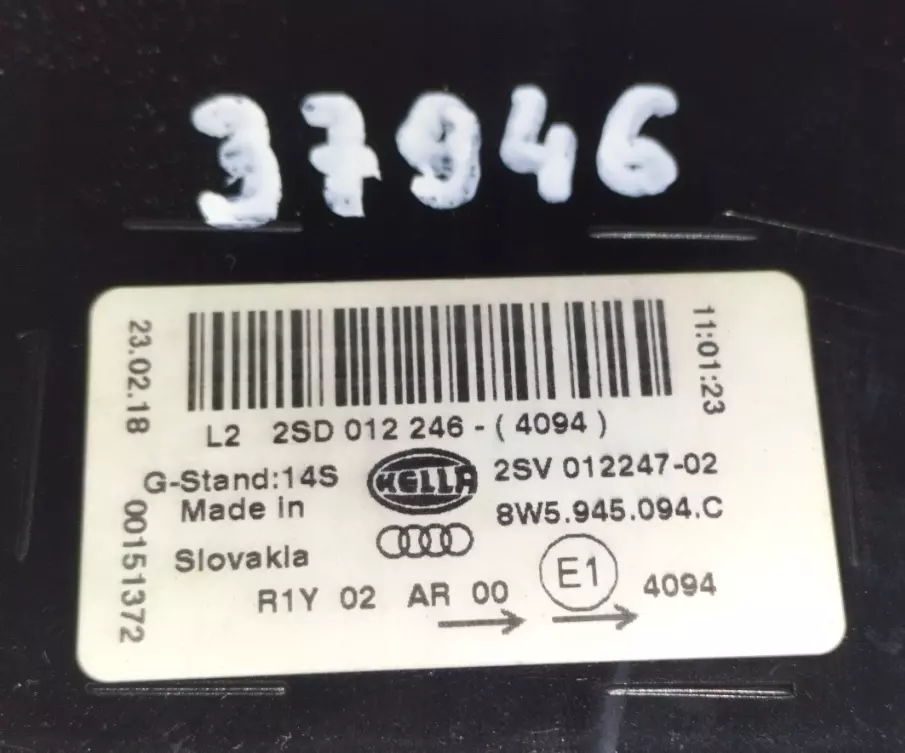 37946
23.02.18
11:01:23
L2 2SD 012 246-(4094)
G-Stand:14S
HELLA
2SV 012247-02
Made in
8W5.945.094.C
Slovakia
00151372
R1Y 02 AR 00
E1
4094